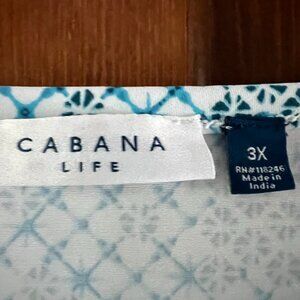 CABANA
LIFE
3X
RN#118246
Made in
India